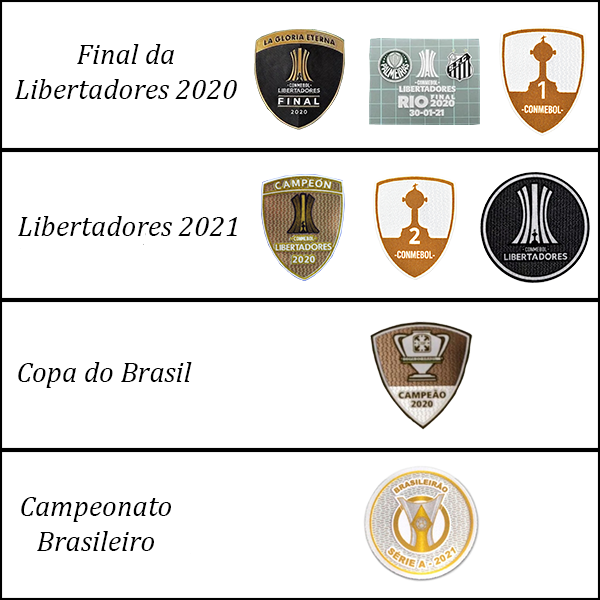 Final da
Libertadores 2020
LA GLORIA ETERNA
-CONMEBOL-
LIBERTADORES
FINAL
2020
PALMEIRAS
-CONMEBOL-
LIBERTADORES
RIO FINAL 2020
30-01-21
1
-CONMEBOL-
Libertadores 2021
CAMPEÓN
-CONMEBOL-
LIBERTADORES
2020
2
-CONMEBOL-
-CONMEBOL-
LIBERTADORES
Copa do Brasil
CAMPEÃO
2020
Campeonato
Brasileiro
BRASILEIRÃO
SÉRIE A - 2021